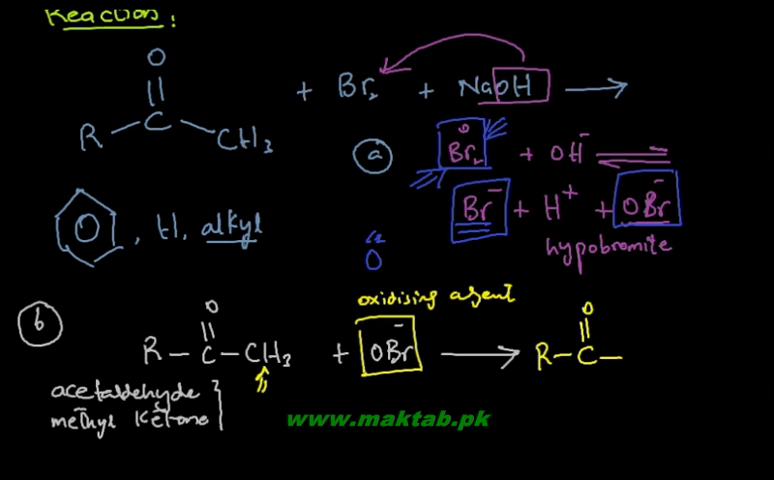 Reaction:
O
||
R — C — CH3 + Br2 + NaOH ⟶
a
O
Br2 + OH⁻ ⇌
Br⁻ + H⁺ + OBr⁻
, H, alkyl
hypobromite
oxidising agent
b
O
||
R — C — CH3 + OBr⁻ ⟶
O
||
R — C —
acetaldehyde
methyl Ketone
www.maktab.pk